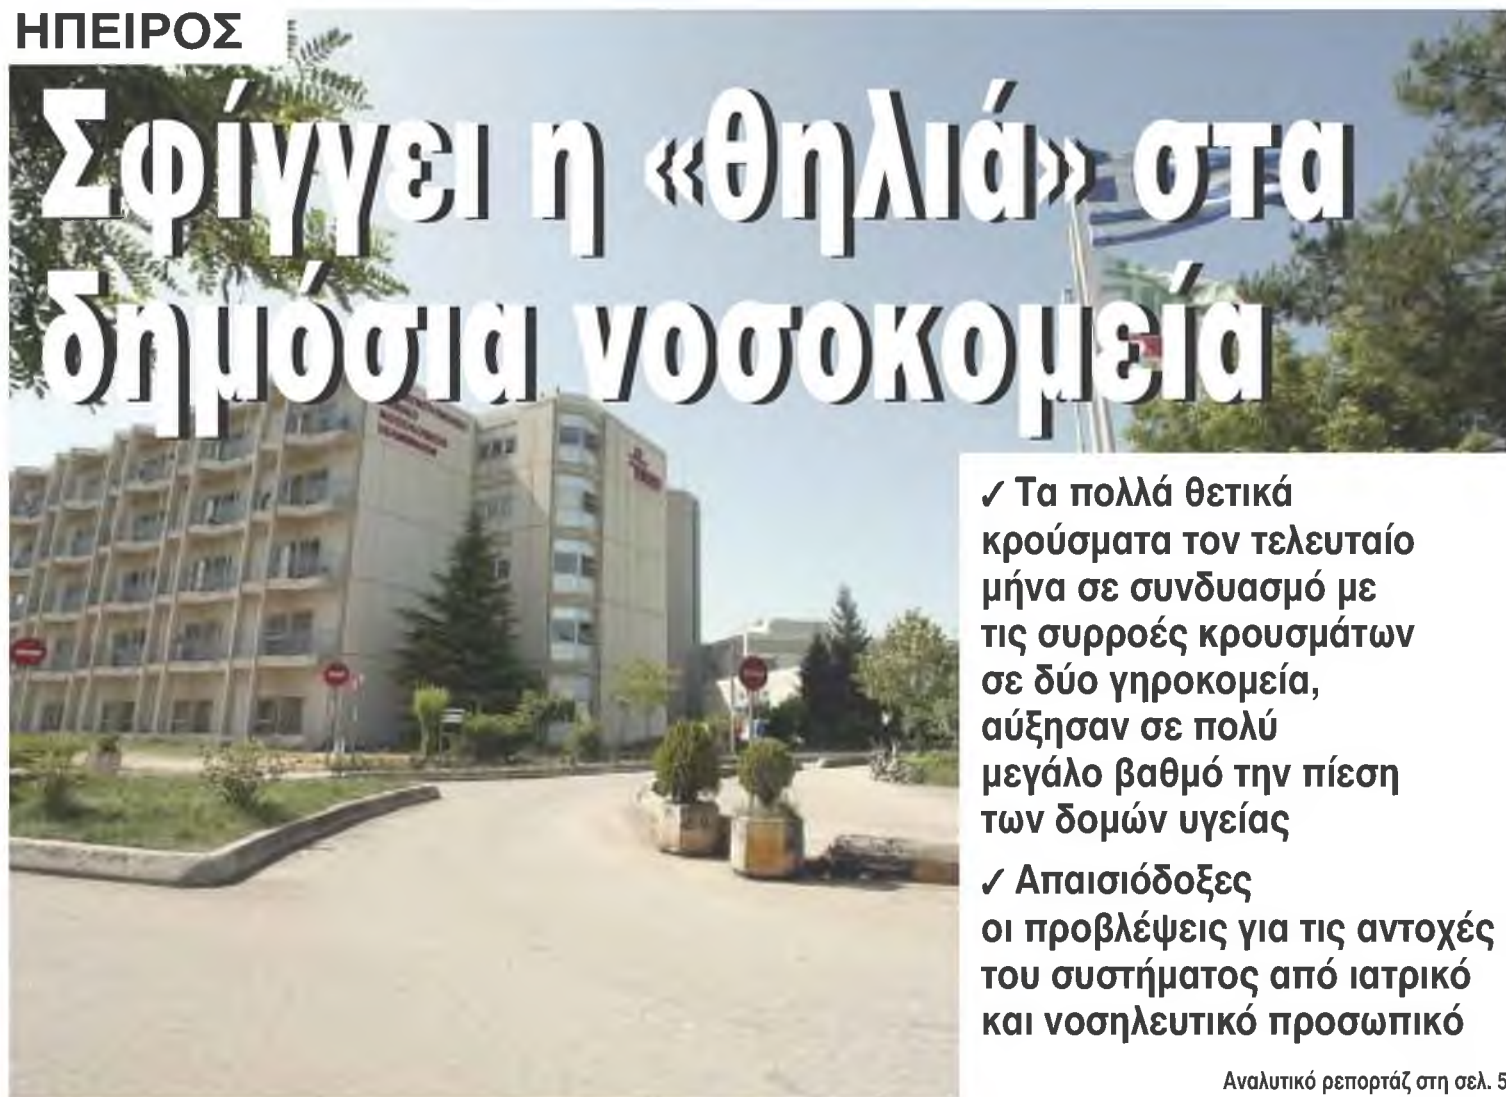 ΗΠΕΙΡΟΣ
Σφίγγει η «θηλιά» στα
δημόσια νοσοκομεία
✓ Τα πολλά θετικά
κρούσματα τον τελευταίο
μήνα σε συνδυασμό με
τις συρροές κρουσμάτων
σε δύο γηροκομεία,
αύξησαν σε πολύ
μεγάλο βαθμό την πίεση
των δομών υγείας
✓ Απαισιόδοξες
οι προβλέψεις για τις αντοχές
του συστήματος από ιατρικό
και νοσηλευτικό προσωπικό
Αναλυτικό ρεπορτάζ στη σελ. 5